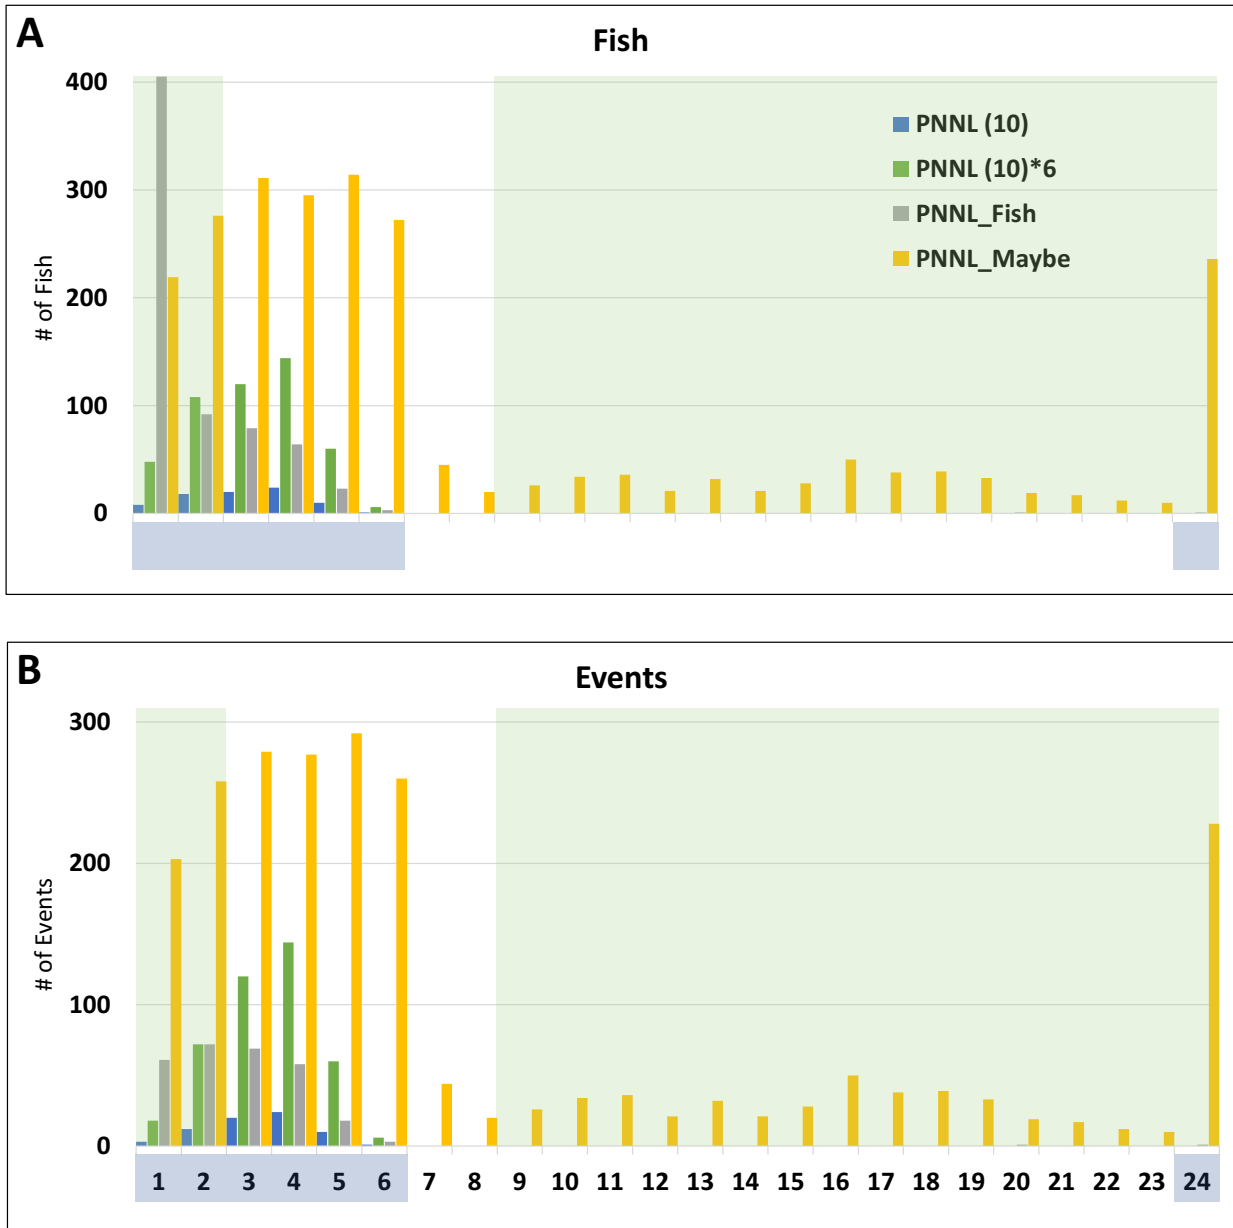 A
Fish
400
300
200
100
0
# of Fish
PNNL (10)
PNNL (10)*6
PNNL_Fish
PNNL_Maybe
B
Events
300
200
100
0
# of Events
1 2 3 4 5 6 7 8 9 10 11 12 13 14 15 16 17 18 19 20 21 22 23 24